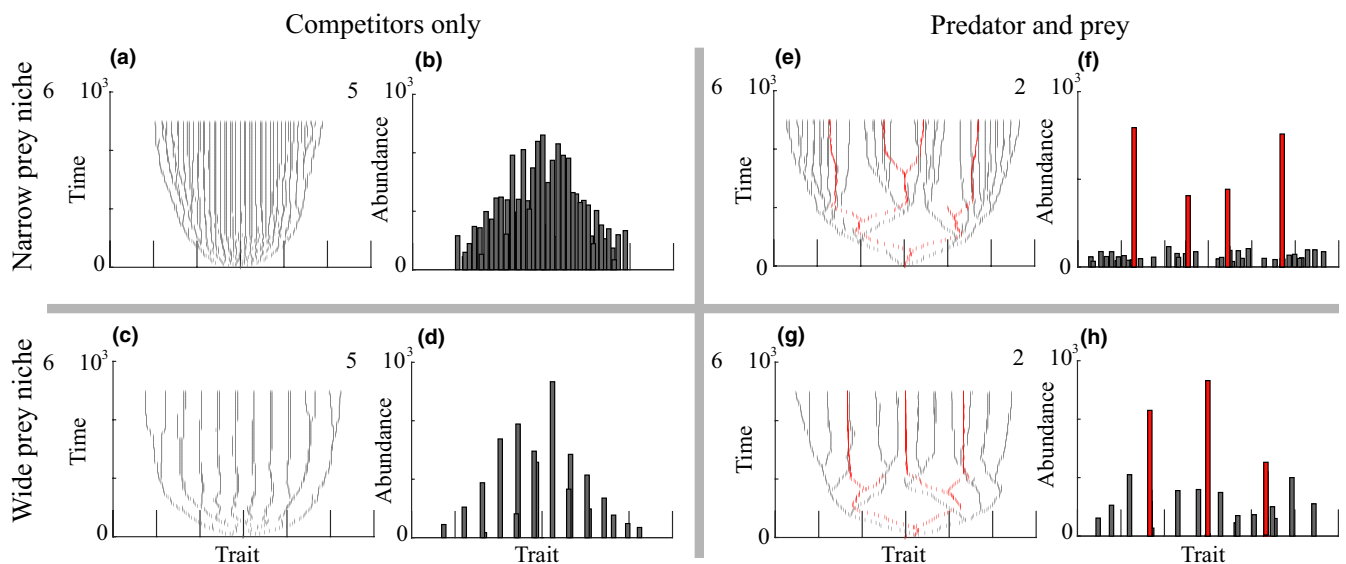 Competitors only
Predator and prey
Narrow prey niche
(a)
6
10³
Time
0
(b)
5
10³
Abundance
0
(e)
6
10³
Time
0
(f)
2
10³
Abundance
0
Wide prey niche
(c)
6
10³
Time
0
Trait
(d)
5
10³
Abundance
0
(g)
6
10³
Time
0
Trait
(h)
2
10³
Abundance
0
Trait